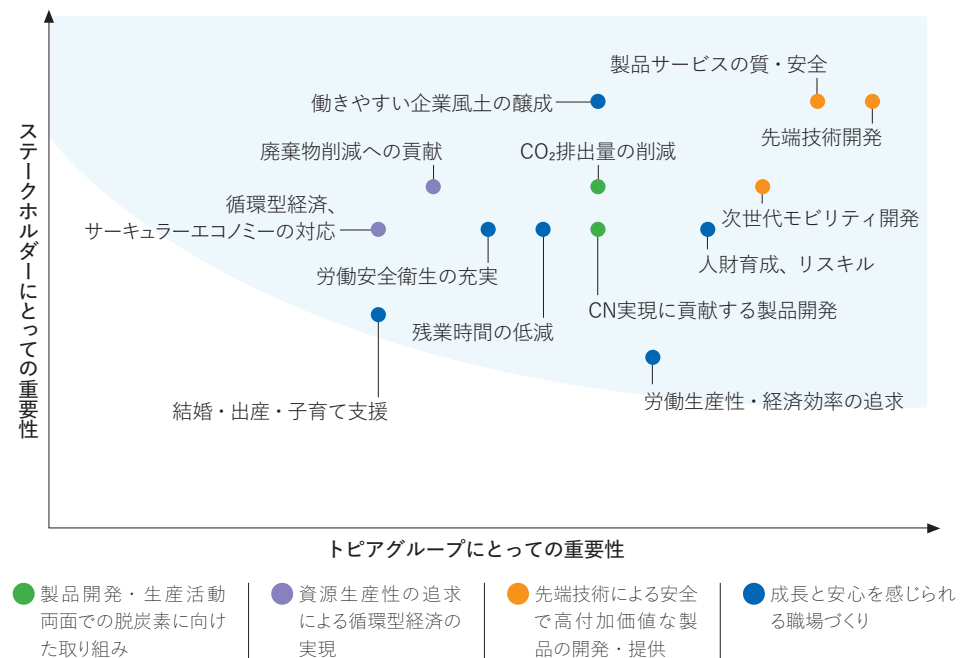 ステークホルダーにとっての重要性
製品サービスの質・安全
働きやすい企業風土の醸成
先端技術開発
廃棄物削減への貢献
CO₂排出量の削減
循環型経済、
サーキュラーエコノミーの対応
次世代モビリティ開発
労働安全衛生の充実
人財育成、リスキル
残業時間の低減
CN実現に貢献する製品開発
結婚・出産・子育て支援
労働生産性・経済効率の追求
トピアグループにとっての重要性
製品開発・生産活動
両面での脱炭素に向け
た取り組み
資源生産性の追求
による循環型経済の
実現
先端技術による安全
で高付加価値な製
品の開発・提供
成長と安心を感じられ
る職場づくり